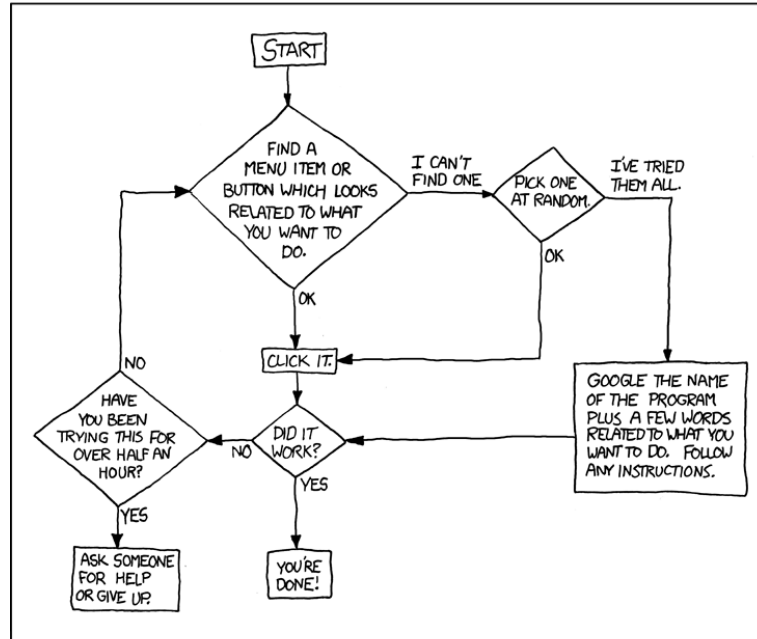 START
FIND A
MENU ITEM OR
BUTTON WHICH LOOKS
RELATED TO WHAT
YOU WANT TO
DO.
I CAN'T
FIND ONE
PICK ONE
AT RANDOM.
I'VE TRIED
THEM ALL.
OK
OK
CLICK IT.
GOOGLE THE NAME
OF THE PROGRAM
PLUS A FEW WORDS
RELATED TO WHAT YOU
WANT TO DO. FOLLOW
ANY INSTRUCTIONS.
DID IT
WORK?
NO
YES
YOU'RE
DONE!
HAVE
YOU BEEN
TRYING THIS FOR
OVER HALF AN
HOUR?
NO
YES
ASK SOMEONE
FOR HELP
OR GIVE UP.